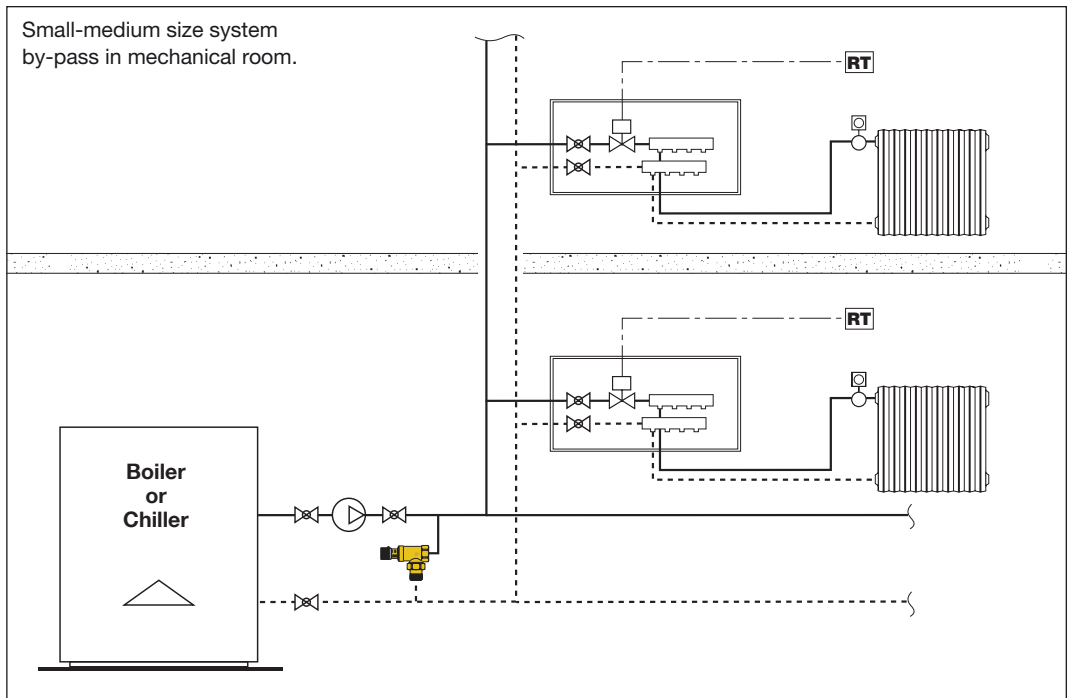 Small-medium size system
by-pass in mechanical room.
RT
RT
Boiler
or
Chiller